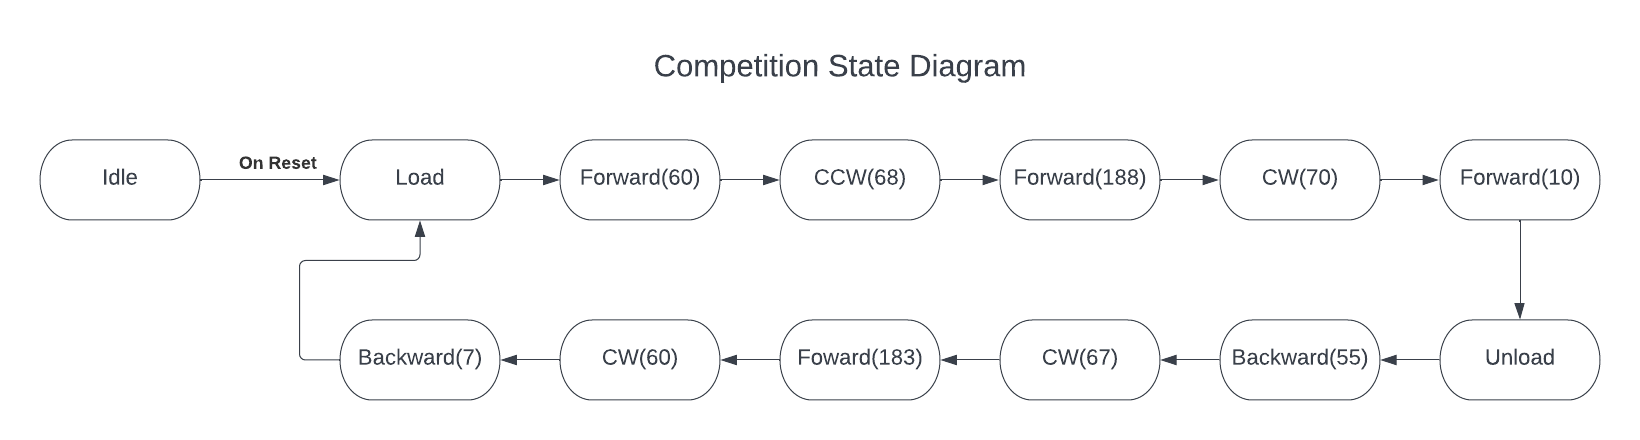 Competition State Diagram
Idle
On Reset
Load
Forward(60)
CCW(68)
Forward(188)
CW(70)
Forward(10)
Backward(7)
CW(60)
Foward(183)
CW(67)
Backward(55)
Unload